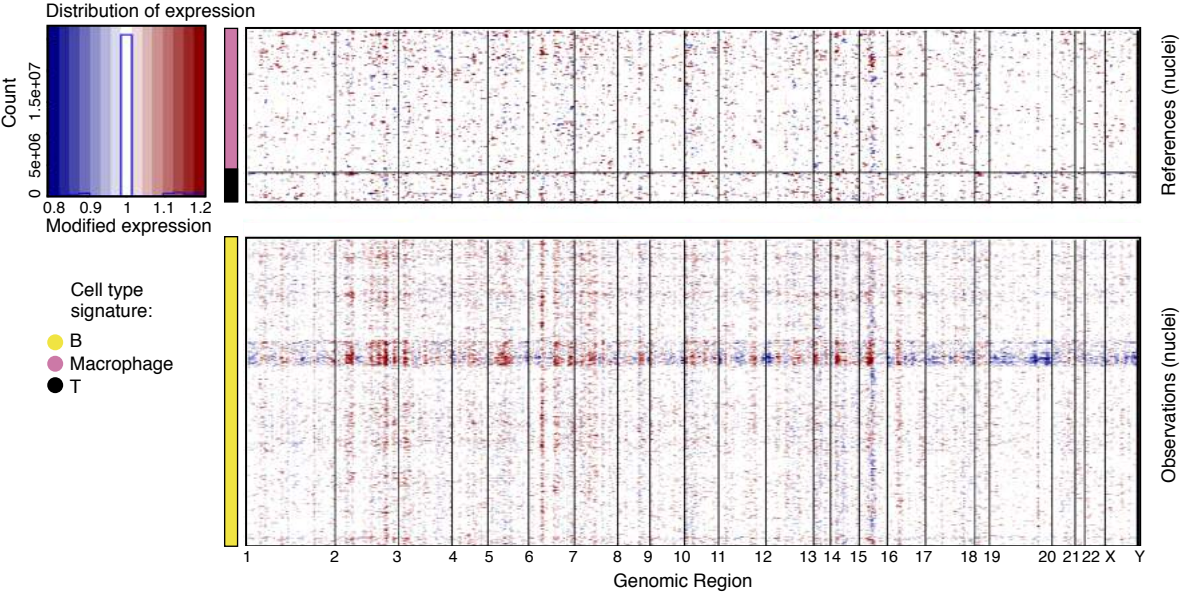 Distribution of expression
Count
0 5e+06 1.5e+07
0.8 0.9 1 1.1 1.2
Modified expression
References (nuclei)
Cell type
signature:
B
Macrophage
T
Observations (nuclei)
1 2 3 4 5 6 7 8 9 10 11 12 13 14 15 16 17 18 19 20 21 22 X Y
Genomic Region